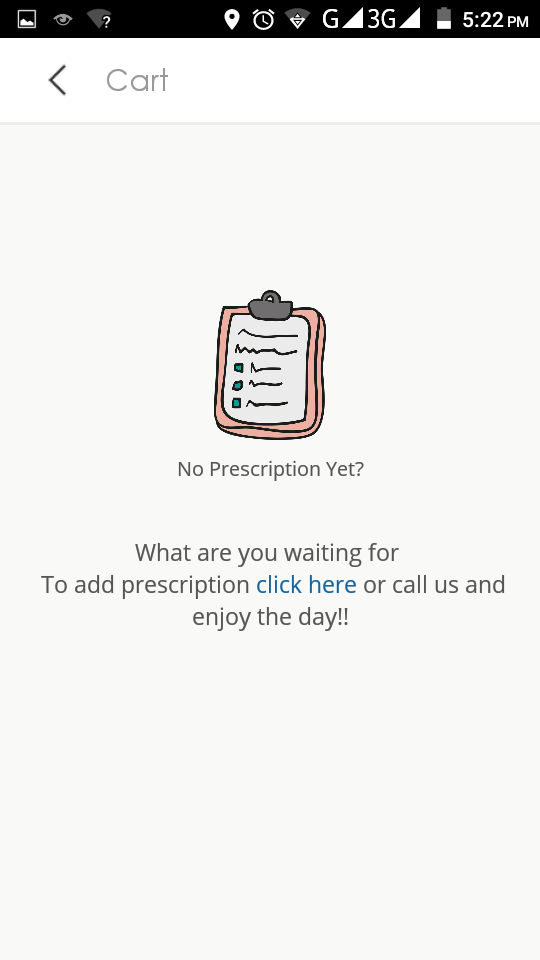 ? G 3G 5:22 PM
Cart
No Prescription Yet?
What are you waiting for
To add prescription click here or call us and
enjoy the day!!